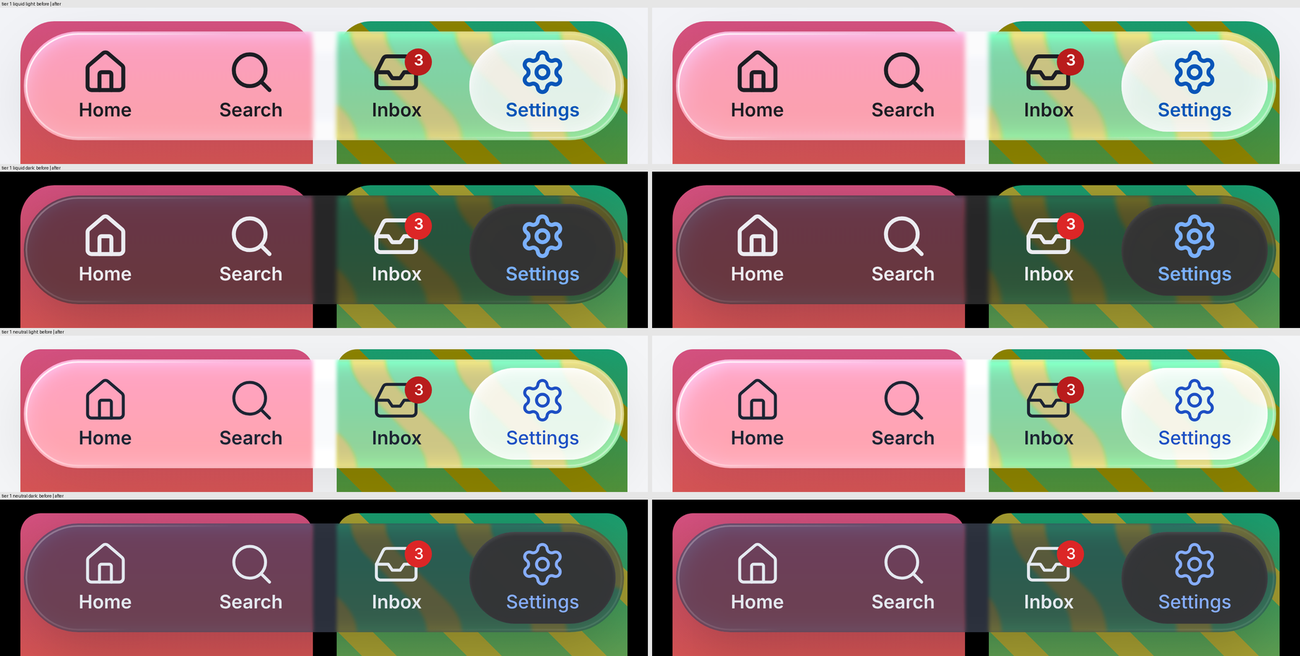 tier 1 liquid light before | after
3
Home Search Inbox Settings
3
Home Search Inbox Settings
tier 1 liquid dark before | after
3
Home Search Inbox Settings
3
Home Search Inbox Settings
tier 1 neutral light before | after
3
Home Search Inbox Settings
3
Home Search Inbox Settings
tier 1 neutral dark before | after
3
Home Search Inbox Settings
3
Home Search Inbox Settings